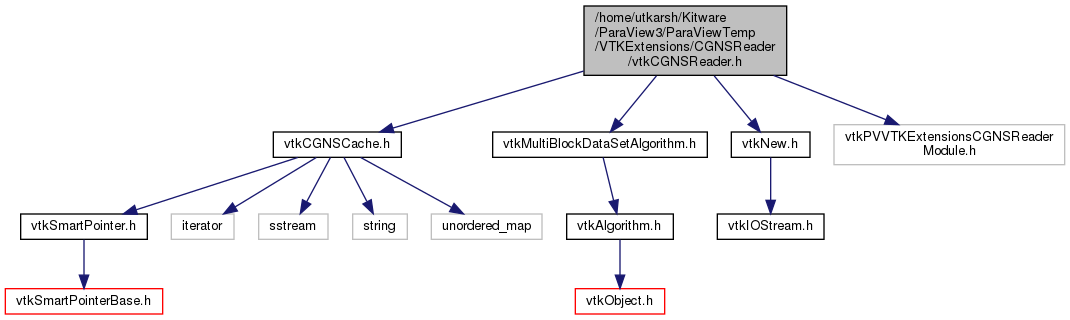 /home/utkarsh/Kitware
/ParaView3/ParaViewTemp
/VTKExtensions/CGNSReader
/vtkCGNSReader.h
vtkCGNSCache.h
vtkMultiBlockDataSetAlgorithm.h
vtkNew.h
vtkPVVTKExtensionsCGNSReader
Module.h
vtkSmartPointer.h
iterator
sstream
string
unordered_map
vtkAlgorithm.h
vtkIOStream.h
vtkSmartPointerBase.h
vtkObject.h